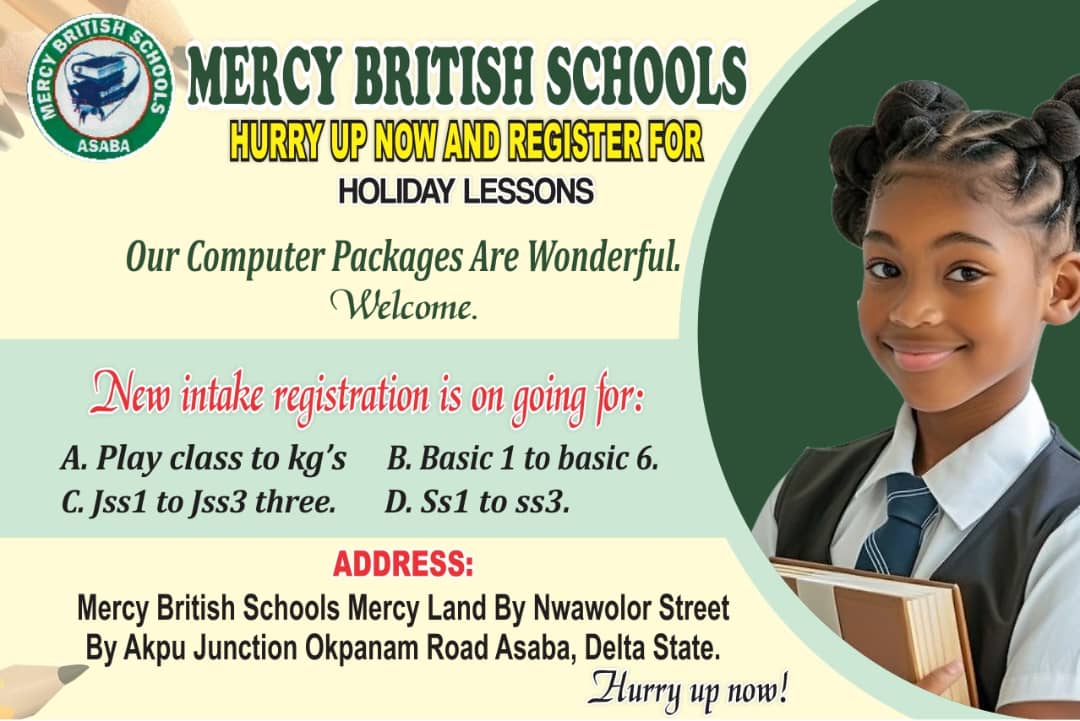 MERCY BRITISH SCHOOLS
ASABA
MERCY BRITISH SCHOOLS
HURRY UP NOW AND REGISTER FOR
HOLIDAY LESSONS
Our Computer Packages Are Wonderful.
Welcome.
New intake registration is on going for:
A. Play class to kg's B. Basic 1 to basic 6.
C. Jss1 to Jss3 three. D. Ss1 to ss3.
ADDRESS:
Mercy British Schools Mercy Land By Nwawolor Street
By Akpu Junction Okpanam Road Asaba, Delta State.
Hurry up now!